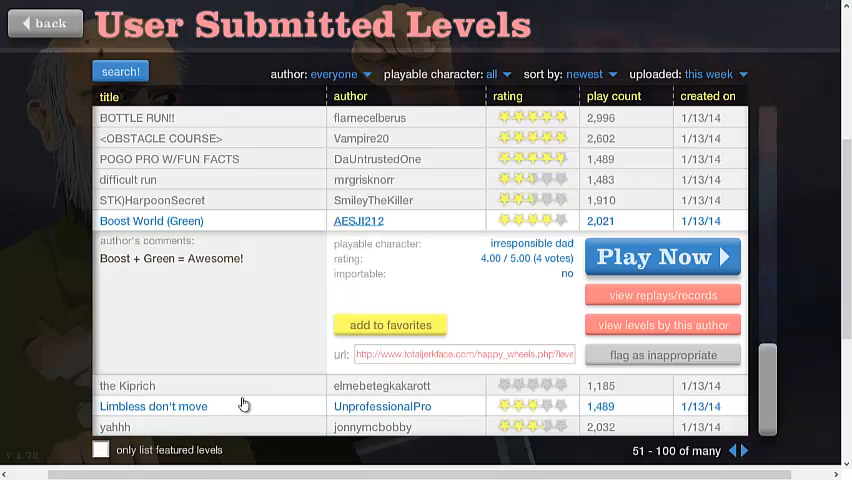 back
User Submitted Levels
search!
author: everyone playable character: all sort by: newest uploaded: this week
title author rating play count created on
BOTTLE RUN!! flamecelberus 2,996 1/13/14
<OBSTACLE COURSE> Vampire20 2,602 1/13/14
POGO PRO W/FUN FACTS DaUntrustedOne 1,489 1/13/14
difficult run mrgrisknorr 1,483 1/13/14
STK)HarpoonSecret SmileyTheKiller 1,910 1/13/14
Boost World (Green) AESJI212 2,021 1/13/14
author's comments:
Boost + Green = Awesome!
playable character: irresponsible dad
rating: 4.00 / 5.00 (4 votes)
importable: no
add to favorites
url: http://www.totaljerkface.com/happy_wheels.php?leve
Play Now
view replays/records
view levels by this author
flag as inappropriate
the Kiprich elmebetegkakarott 1,185 1/13/14
Limbless don't move UnprofessionalPro 1,489 1/13/14
yahhh jonnymcbobby 2,032 1/13/14
only list featured levels 51 - 100 of many
v 1.72